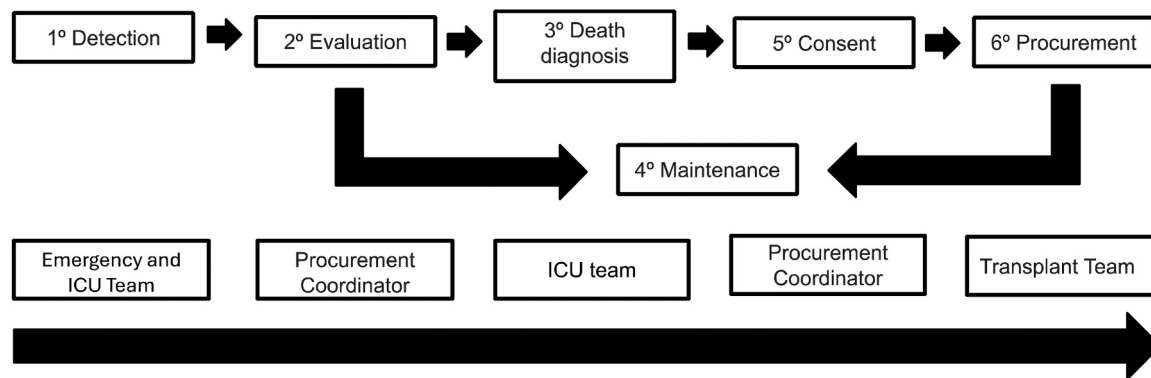 1º Detection
2º Evaluation
3º Death
diagnosis
5º Consent
6º Procurement
4º Maintenance
Emergency and
ICU Team
Procurement
Coordinator
ICU team
Procurement
Coordinator
Transplant Team